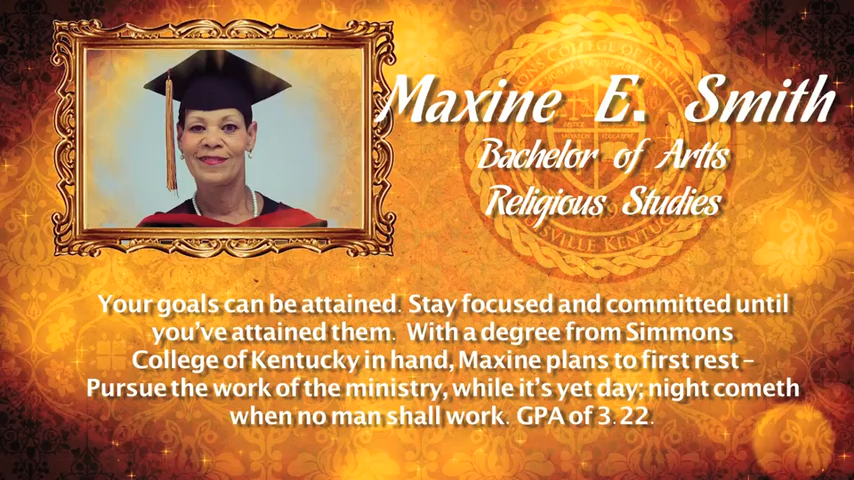 Maxine E. Smith
Bachelor of Artts
Religious Studies
Your goals can be attained. Stay focused and committed until
you've attained them. With a degree from Simmons
College of Kentucky in hand, Maxine plans to first rest -
Pursue the work of the ministry, while it's yet day; night cometh
when no man shall work. GPA of 3.22.